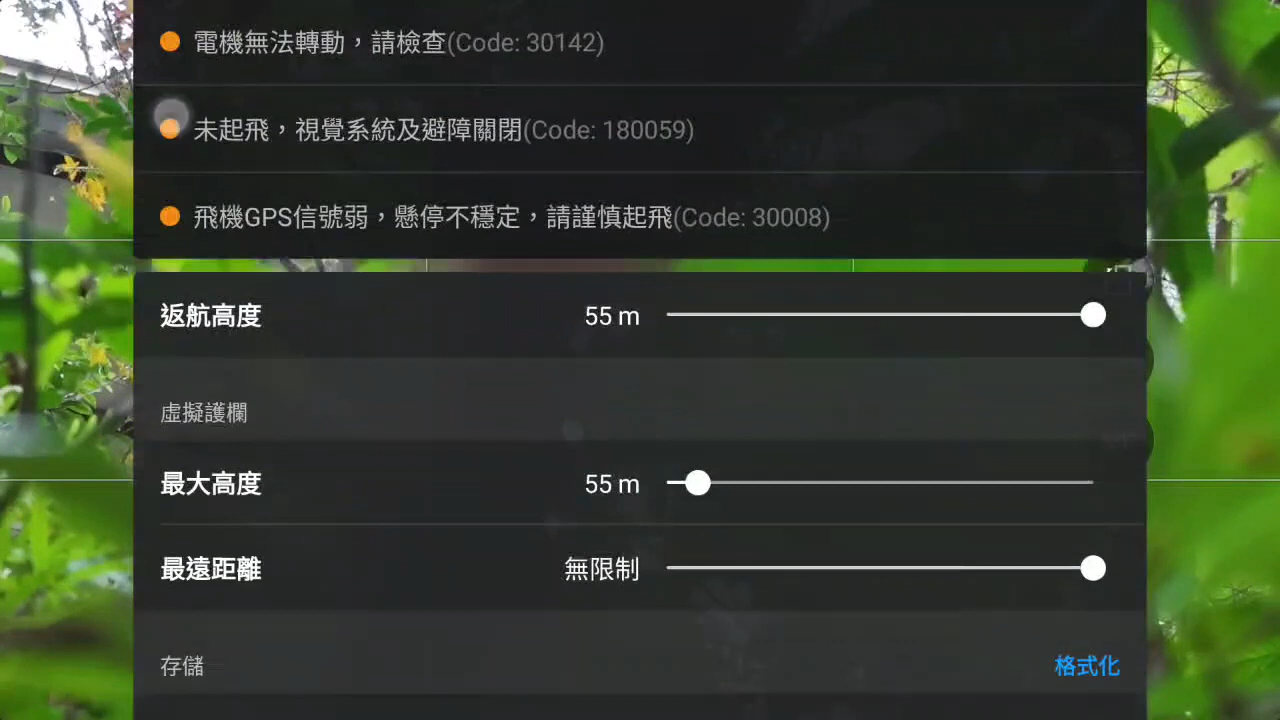 電機無法轉動，請檢查(Code: 30142)
未起飛，視覺系統及避障關閉(Code: 180059)
飛機GPS信號弱，懸停不穩定，請謹慎起飛(Code: 30008)
返航高度 55 m
虛擬護欄
最大高度 55 m
最遠距離 無限制
存儲 格式化